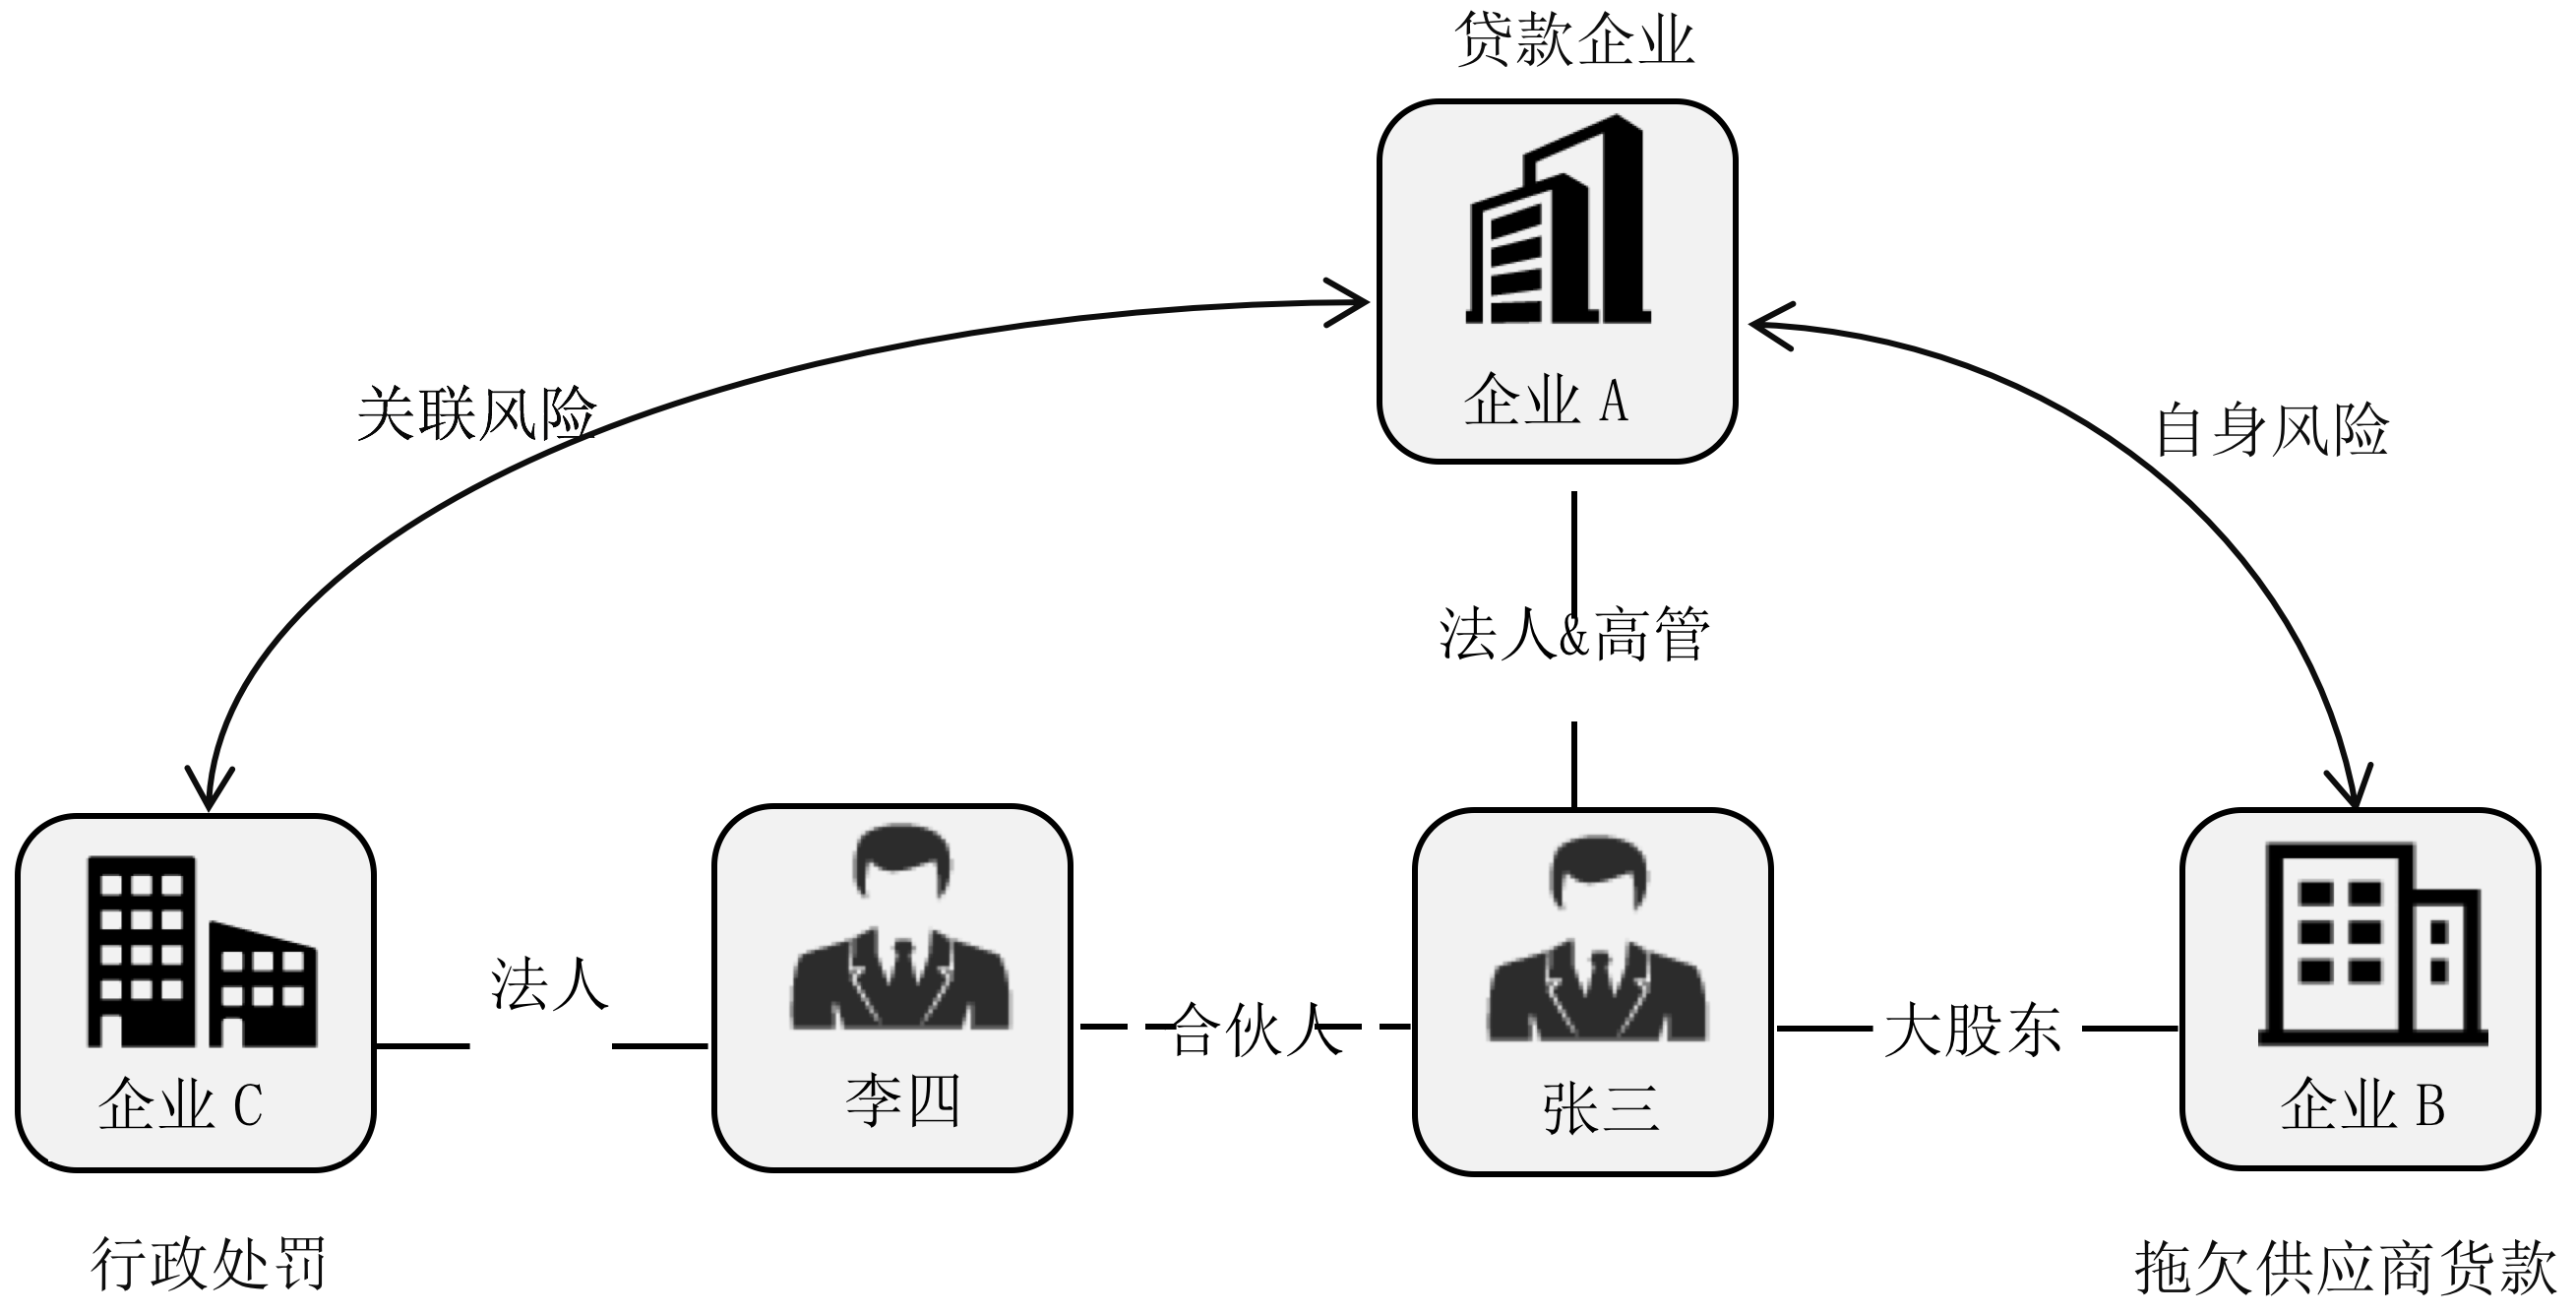 贷款企业
企业 A
关联风险
自身风险
法人&高管
法人
合伙人
大股东
企业 C
李四
张三
企业 B
行政处罚
拖欠供应商货款